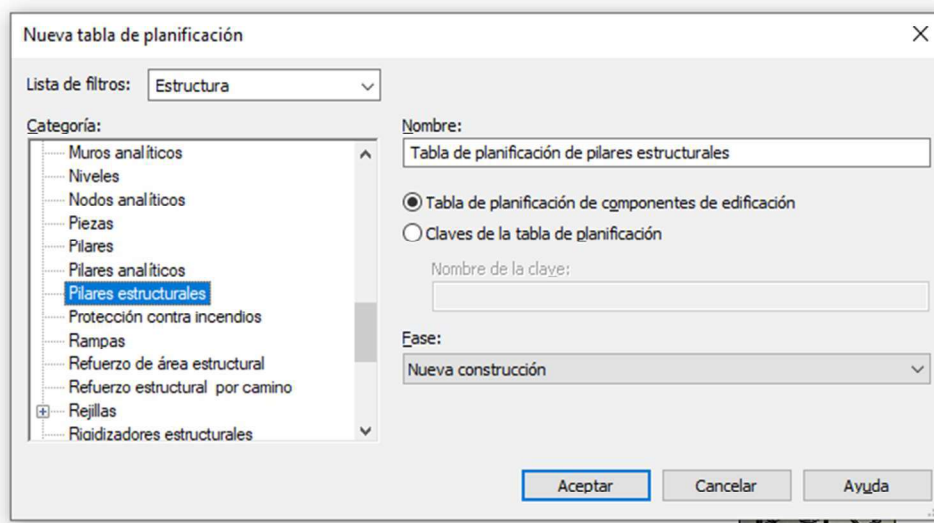 Nueva tabla de planificación
Lista de filtros: Estructura
Categoría:
Muros analíticos
Niveles
Nodos analíticos
Piezas
Pilares
Pilares analíticos
Pilares estructurales
Protección contra incendios
Rampas
Refuerzo de área estructural
Refuerzo estructural por camino
Rejillas
Rigidizadores estructurales
Nombre:
Tabla de planificación de pilares estructurales
Tabla de planificación de componentes de edificación
Claves de la tabla de planificación
Nombre de la clave:
Fase:
Nueva construcción
Aceptar
Cancelar
Ayuda